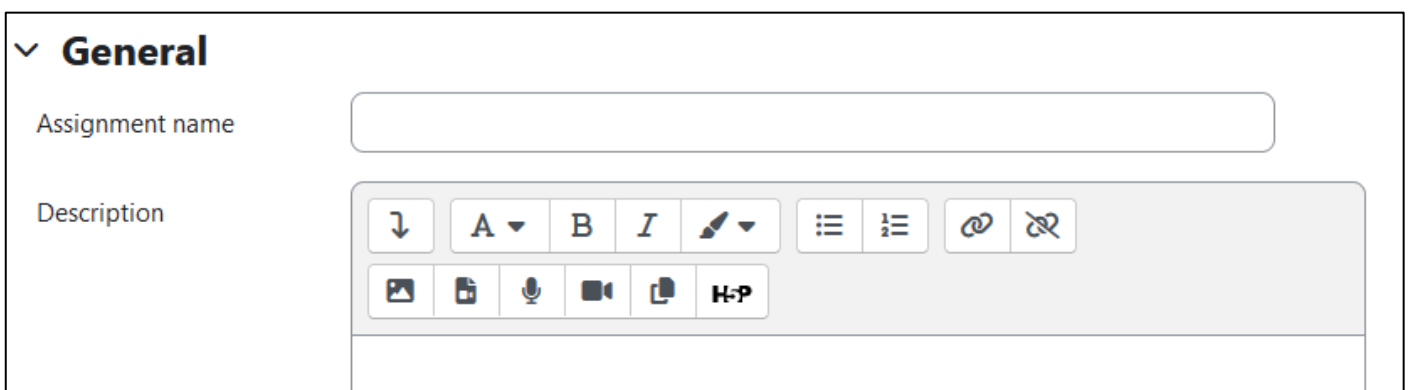 General
Assignment name
Description
A B I
H5P